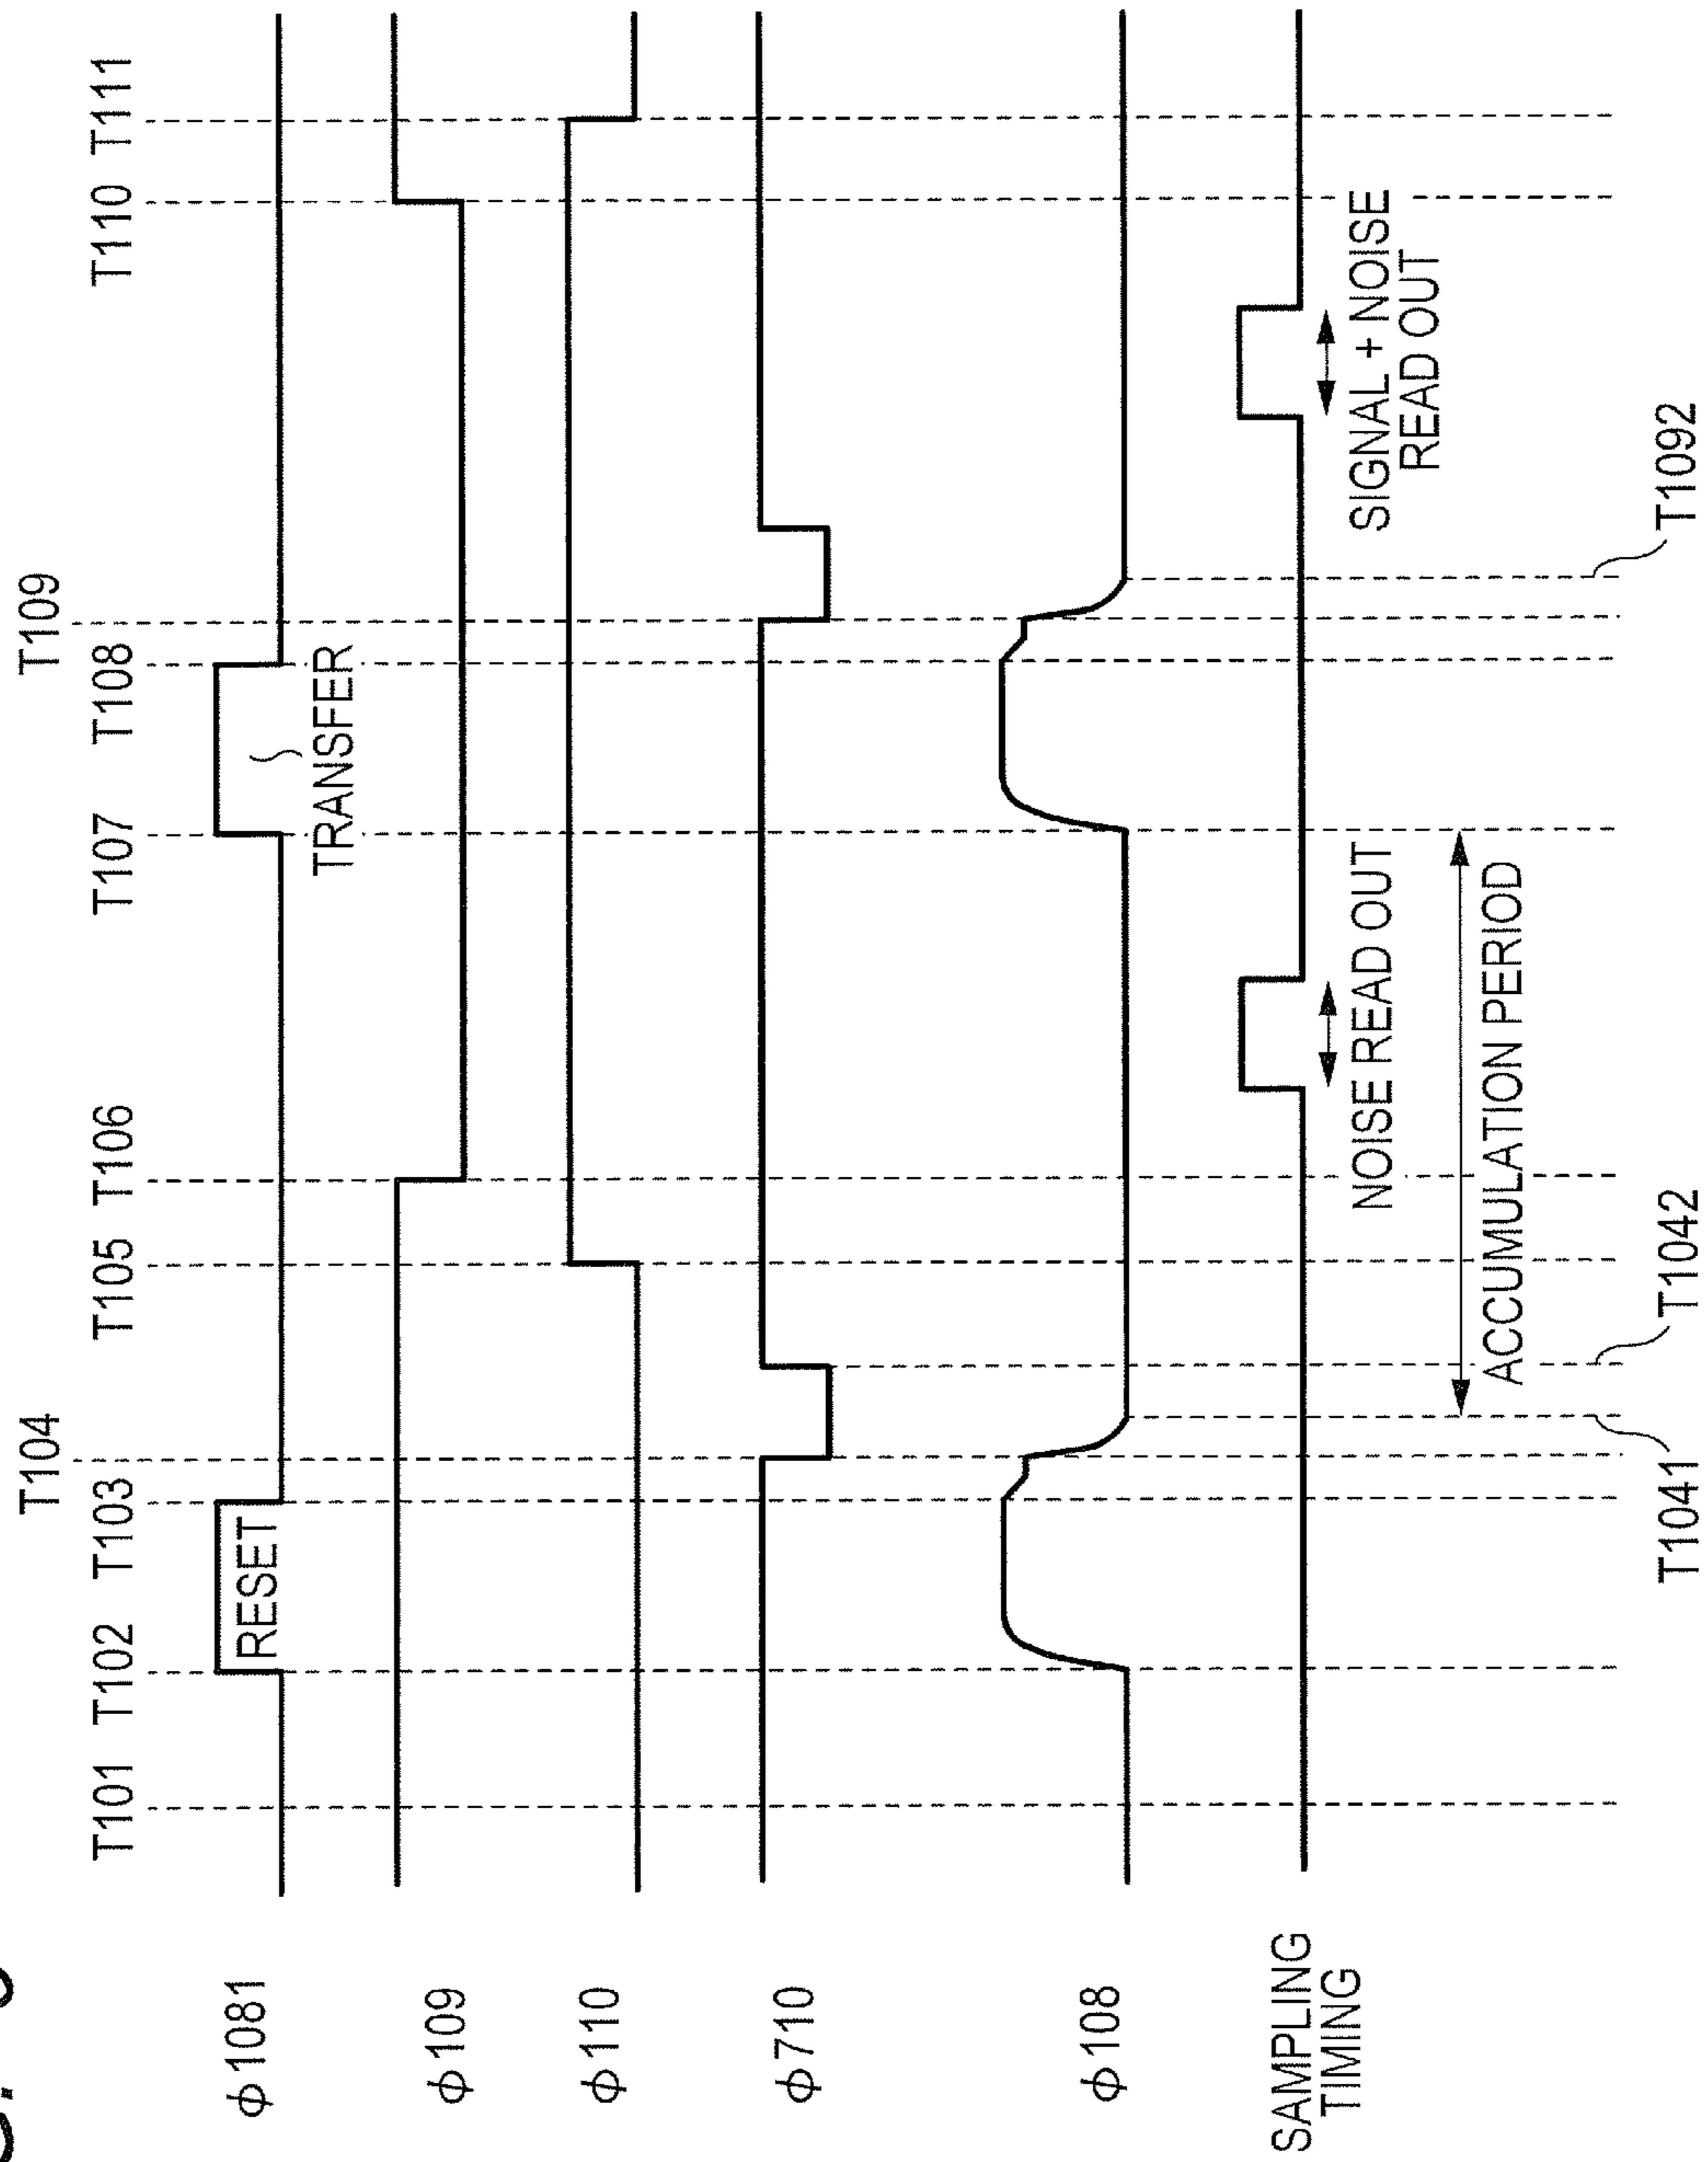 T104
T109
T101
T102
T103
T105
T106
T107
T108
T110
T111
ϕ1081
RESET
TRANSFER
ϕ109
ϕ110
ϕ710
ϕ108
SAMPLING
TIMING
NOISE READ OUT
SIGNAL + NOISE
READ OUT
ACCUMULATION PERIOD
T1041
T1042
T1092